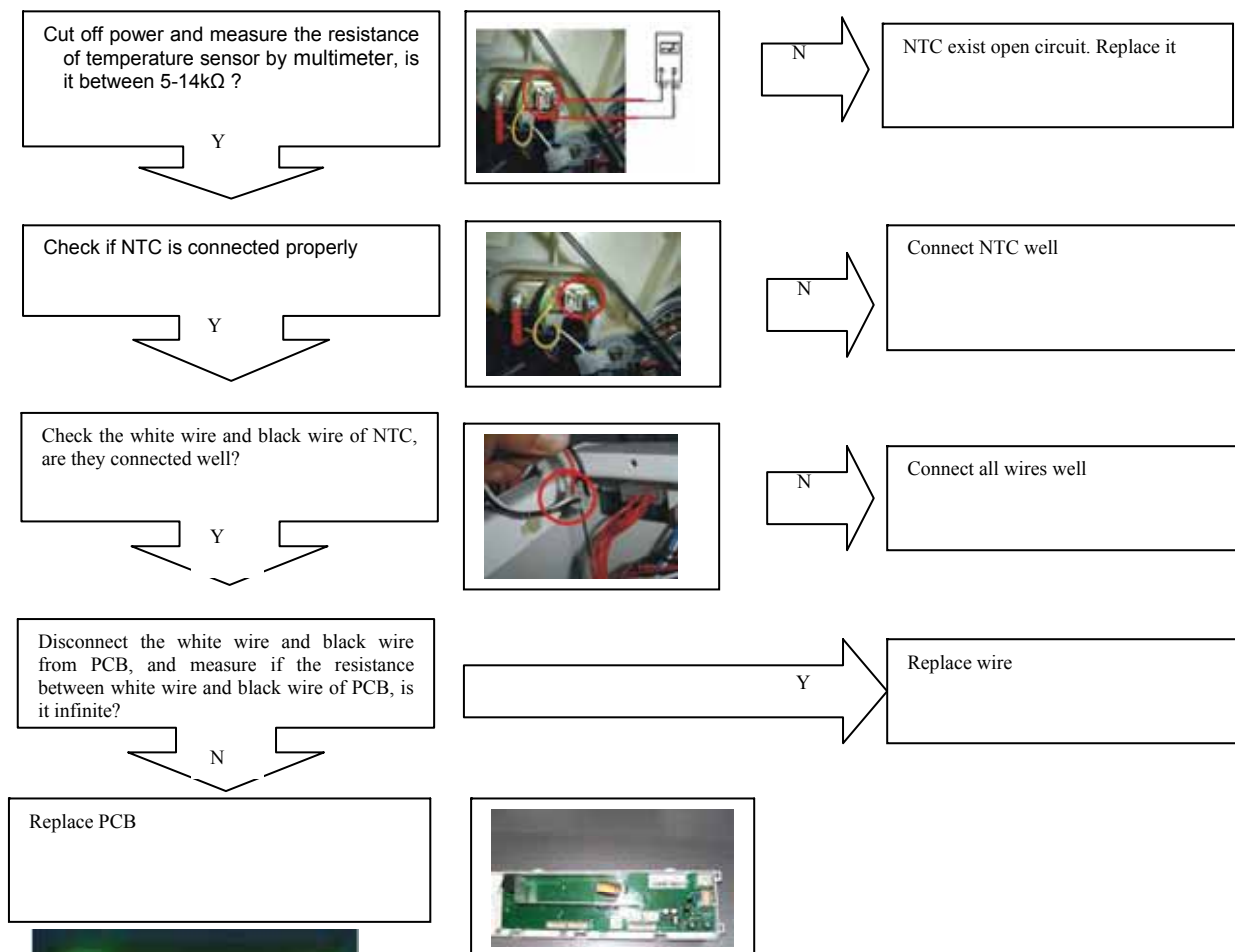 Cut off power and measure the resistance
of temperature sensor by multimeter, is
it between 5-14kΩ ?
N
NTC exist open circuit. Replace it
Y
Check if NTC is connected properly
N
Connect NTC well
Y
Check the white wire and black wire of NTC,
are they connected well?
N
Connect all wires well
Y
Disconnect the white wire and black wire
from PCB, and measure if the resistance
between white wire and black wire of PCB, is
it infinite?
Y
Replace wire
N
Replace PCB